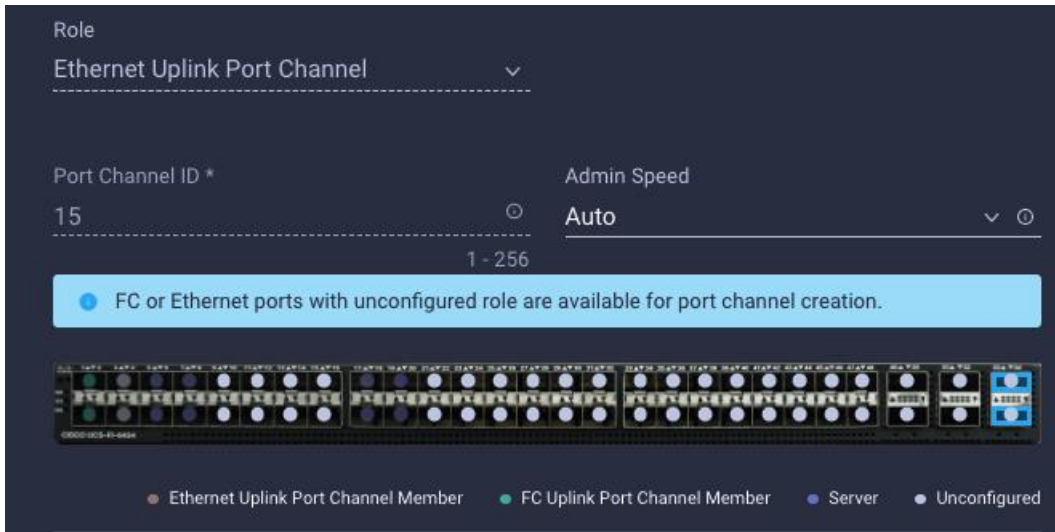 Role
Ethernet Uplink Port Channel
Port Channel ID *
Admin Speed
15
Auto
1 - 256
FC or Ethernet ports with unconfigured role are available for port channel creation.
Ethernet Uplink Port Channel Member
FC Uplink Port Channel Member
Server
Unconfigured